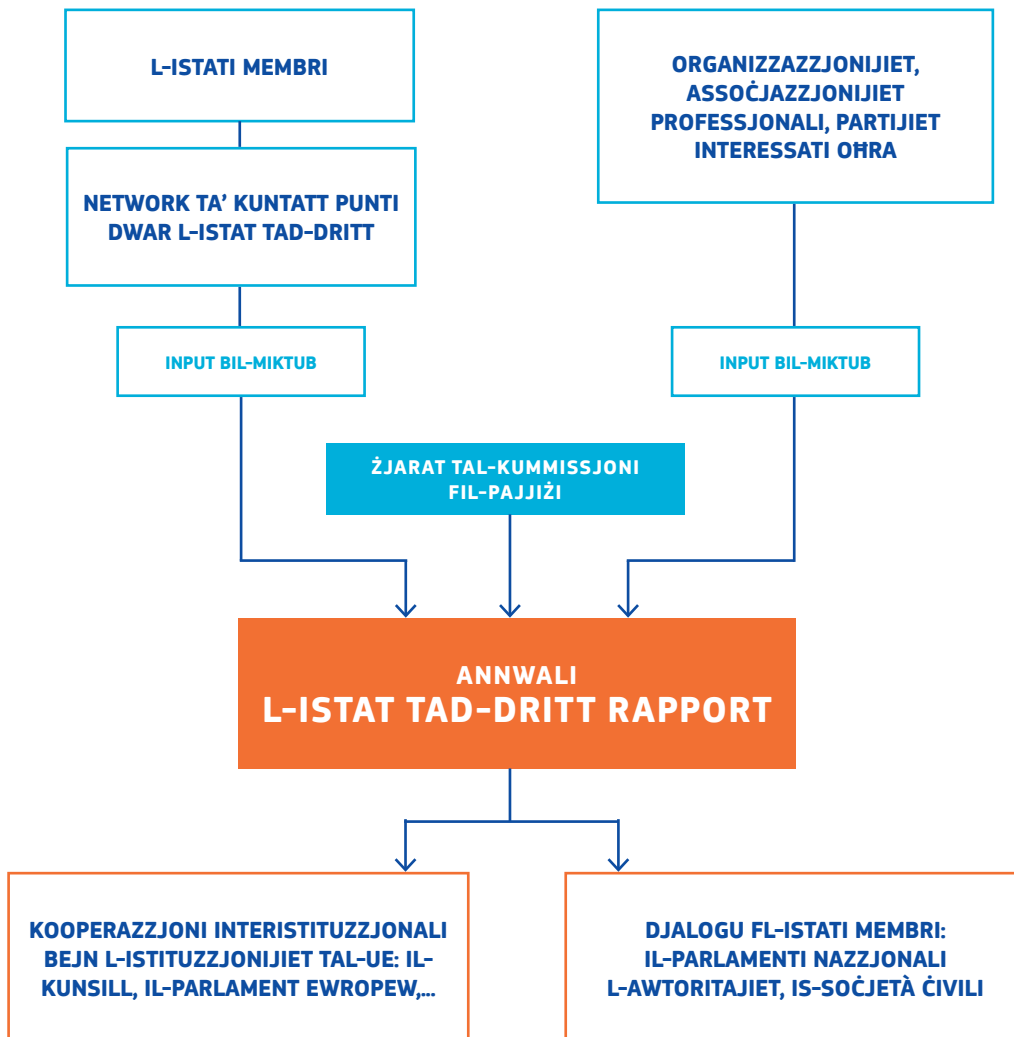 L-ISTATI MEMBRI
ORGANIZZAZZJONIJIET,
ASSOĊJAZZJONIJIET
PROFESSJONALI, PARTIJIET
INTERESSATI OĦRA
NETWORK TA’ KUNTATT PUNTI
DWAR L-ISTAT TAD-DRITT
INPUT BIL-MIKTUB
INPUT BIL-MIKTUB
ŻJARAT TAL-KUMMISSJONI
FIL-PAJJIŻI
ANNWALI
L-ISTAT TAD-DRITT RAPPORT
KOOPERAZZJONI INTERISTITUZZJONALI
BEJN L-ISTITUZZJONIJIET TAL-UE: IL-
KUNSILL, IL-PARLAMENT EWROPEW,...
DJALOGU FL-ISTATI MEMBRI:
IL-PARLAMENTI NAZZJONALI
L-AWTORITAJIET, IS-SOĊJETÀ ĊIVILI